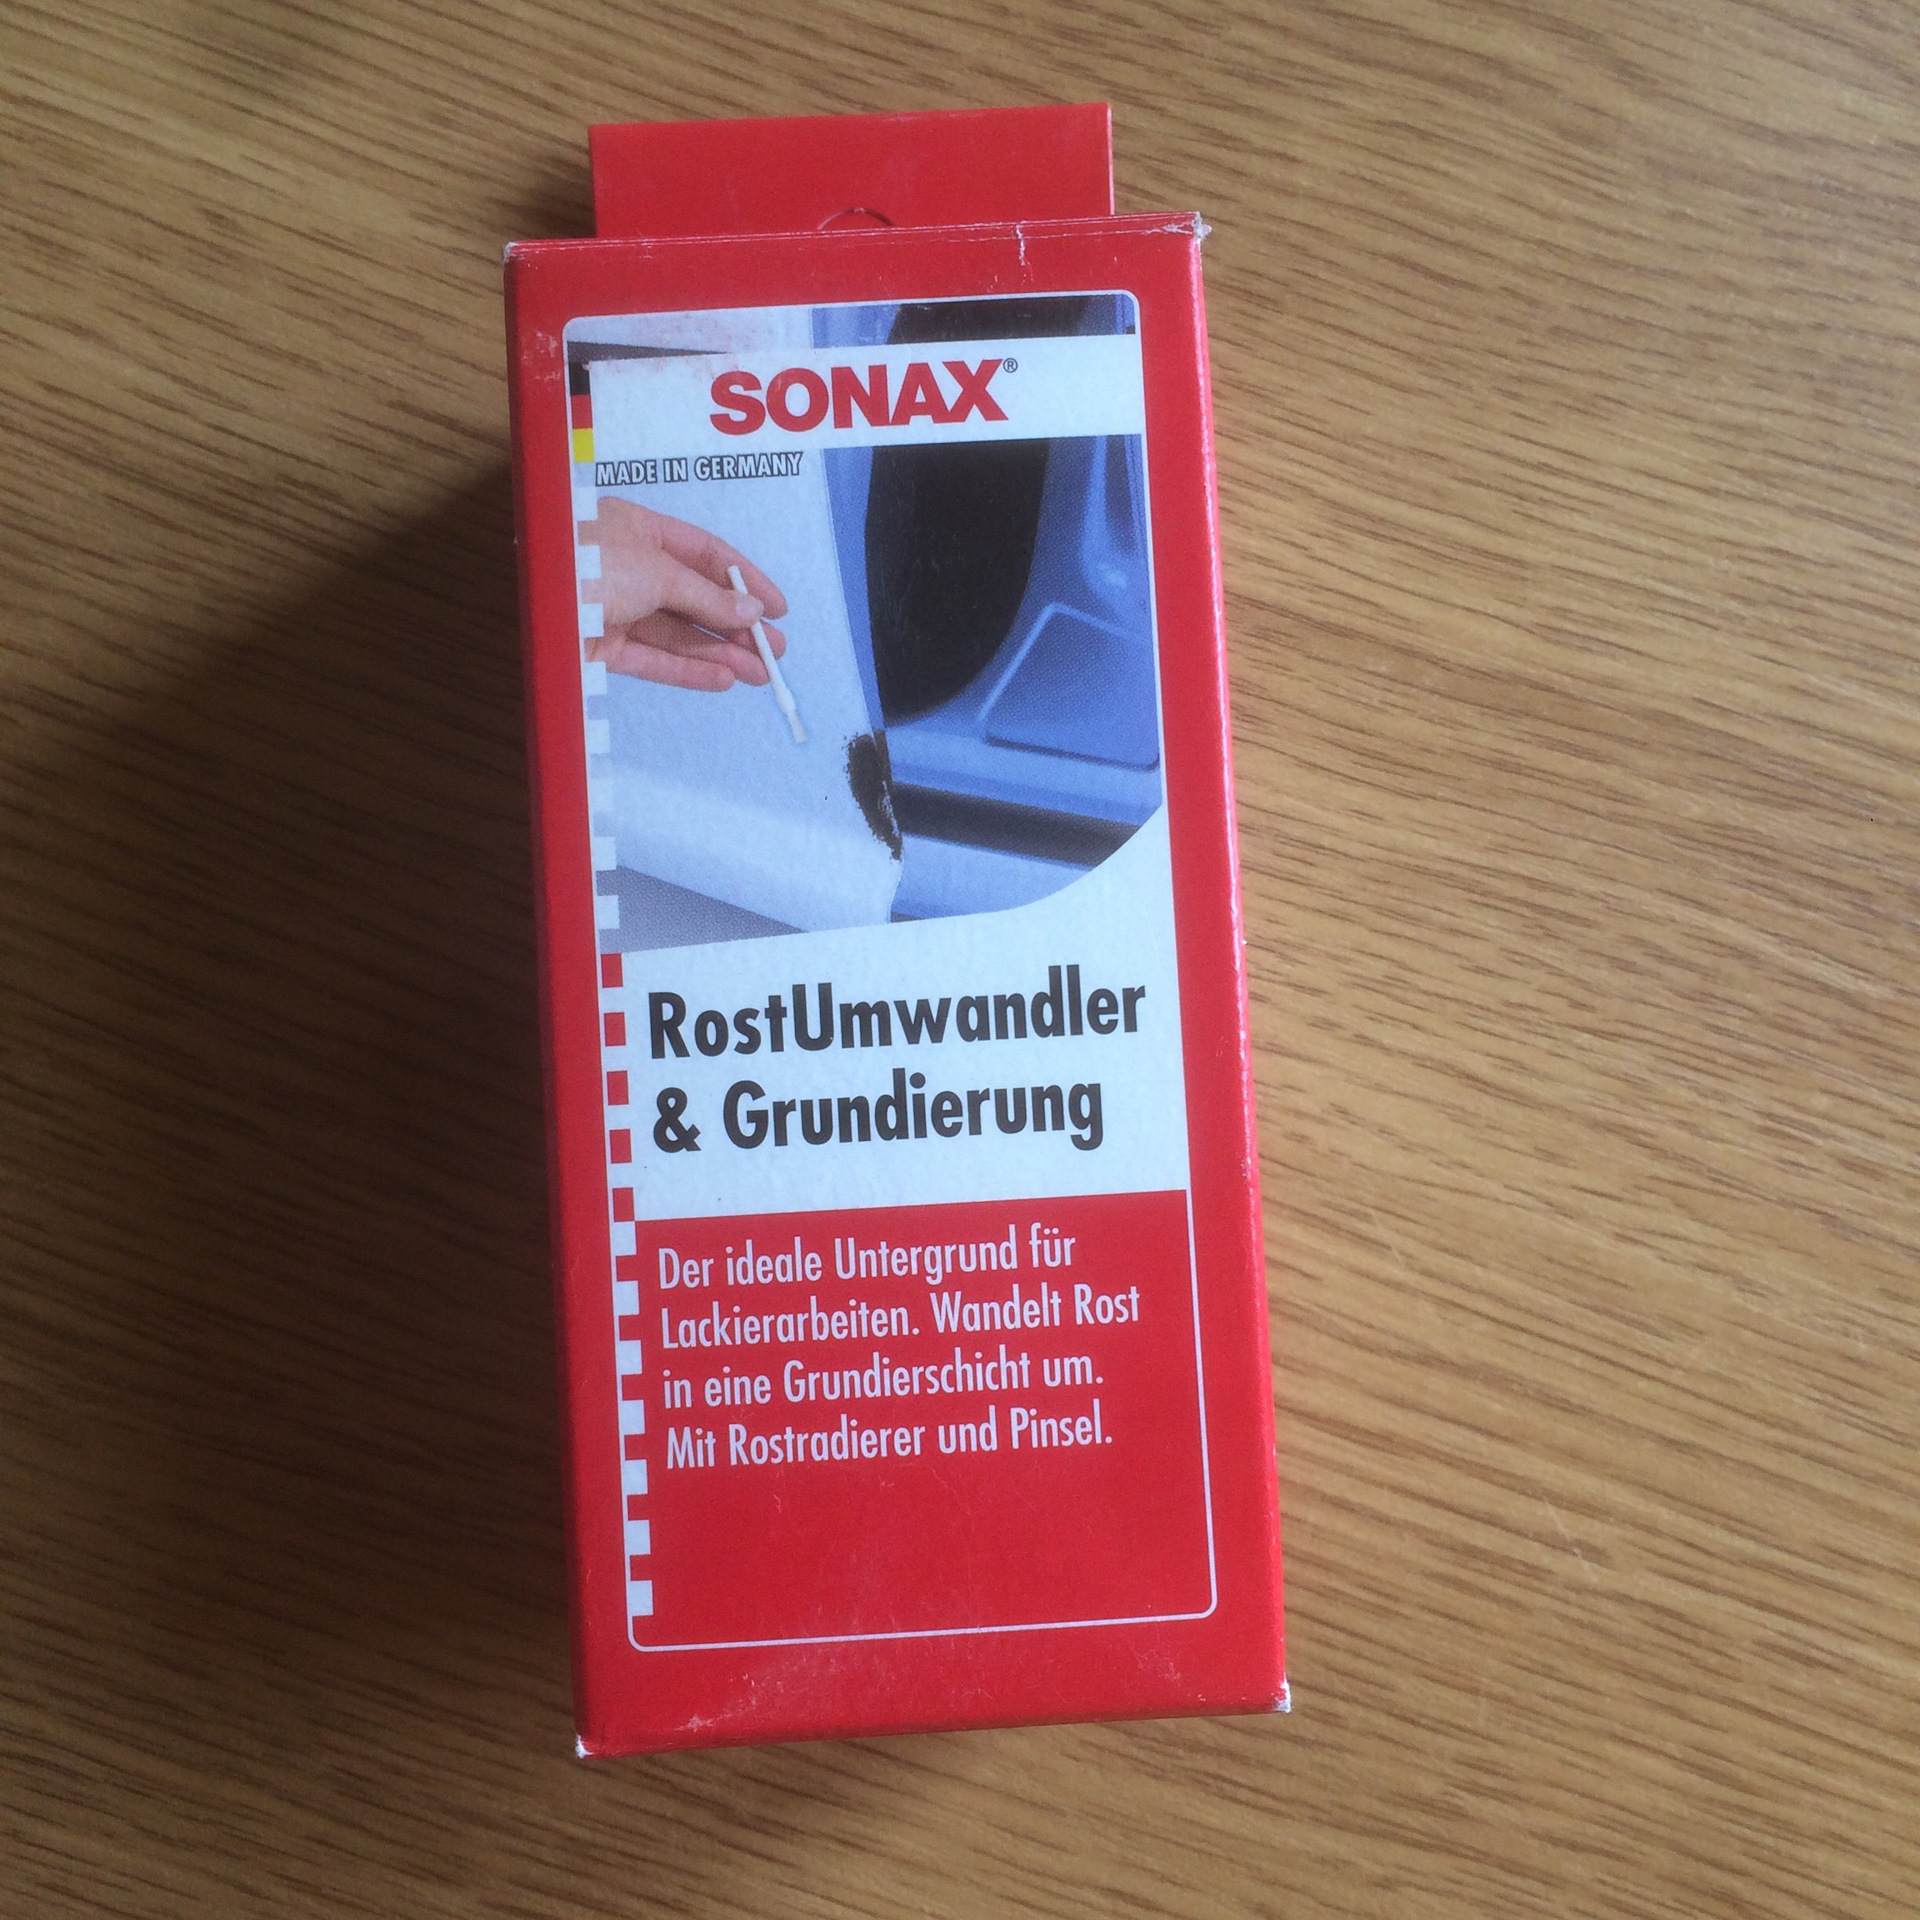 SONAX®
MADE IN GERMANY
RostUmwandler
& Grundierung
Der ideale Untergrund für
Lackierarbeiten. Wandelt Rost
in eine Grundierschicht um.
Mit Rostradierer und Pinsel.